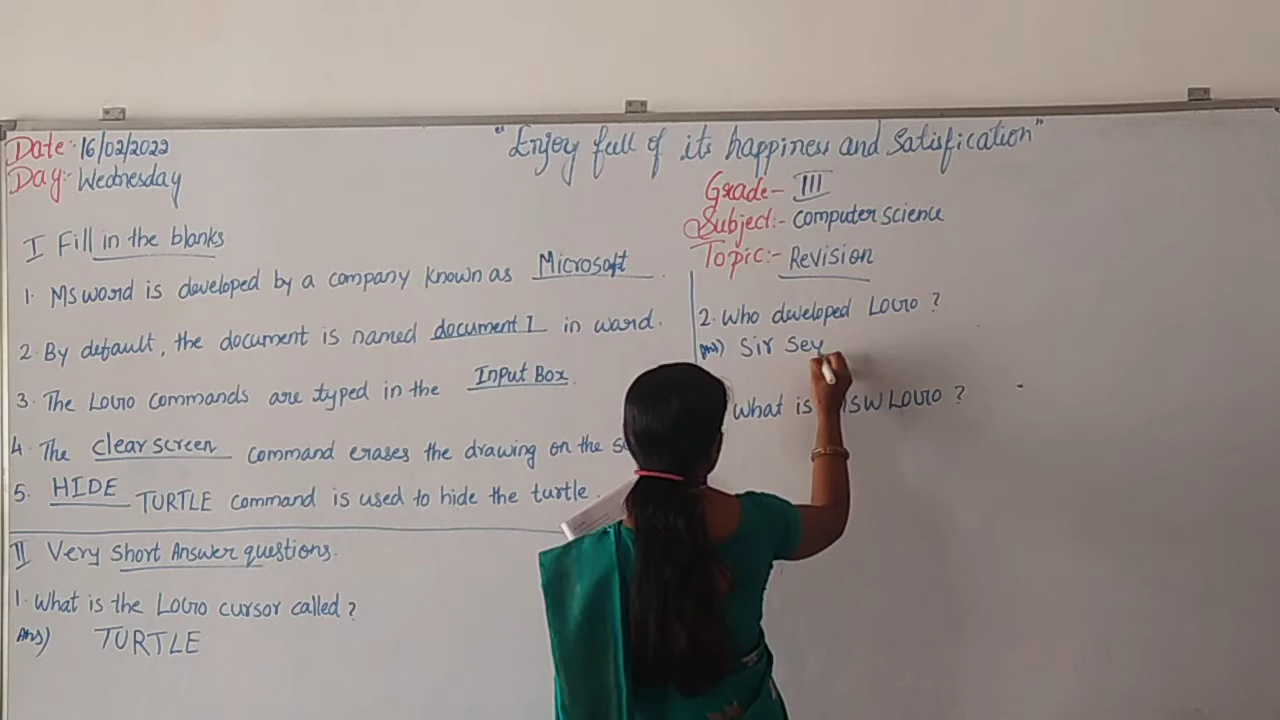 Date:- 16/02/2022
Day:- Wednesday
"Enjoy full of its happiness and Satisfication"
Grade- III
Subject:- Computer science
Topic:- Revision
I Fill in the blanks
1. MS word is developed by a company known as Microsoft.
2. By default, the document is named document 1 in word.
3. The LOGO commands are typed in the Input Box.
4. The clear screen command erases the drawing on the
5. HIDE TURTLE command is used to hide the turtle.
II Very Short Answer questions.
1. What is the LOGO cursor called?
Ans) TURTLE
2. Who developed LOGO?
Ans) Sir Sey
What is MSW LOGO?